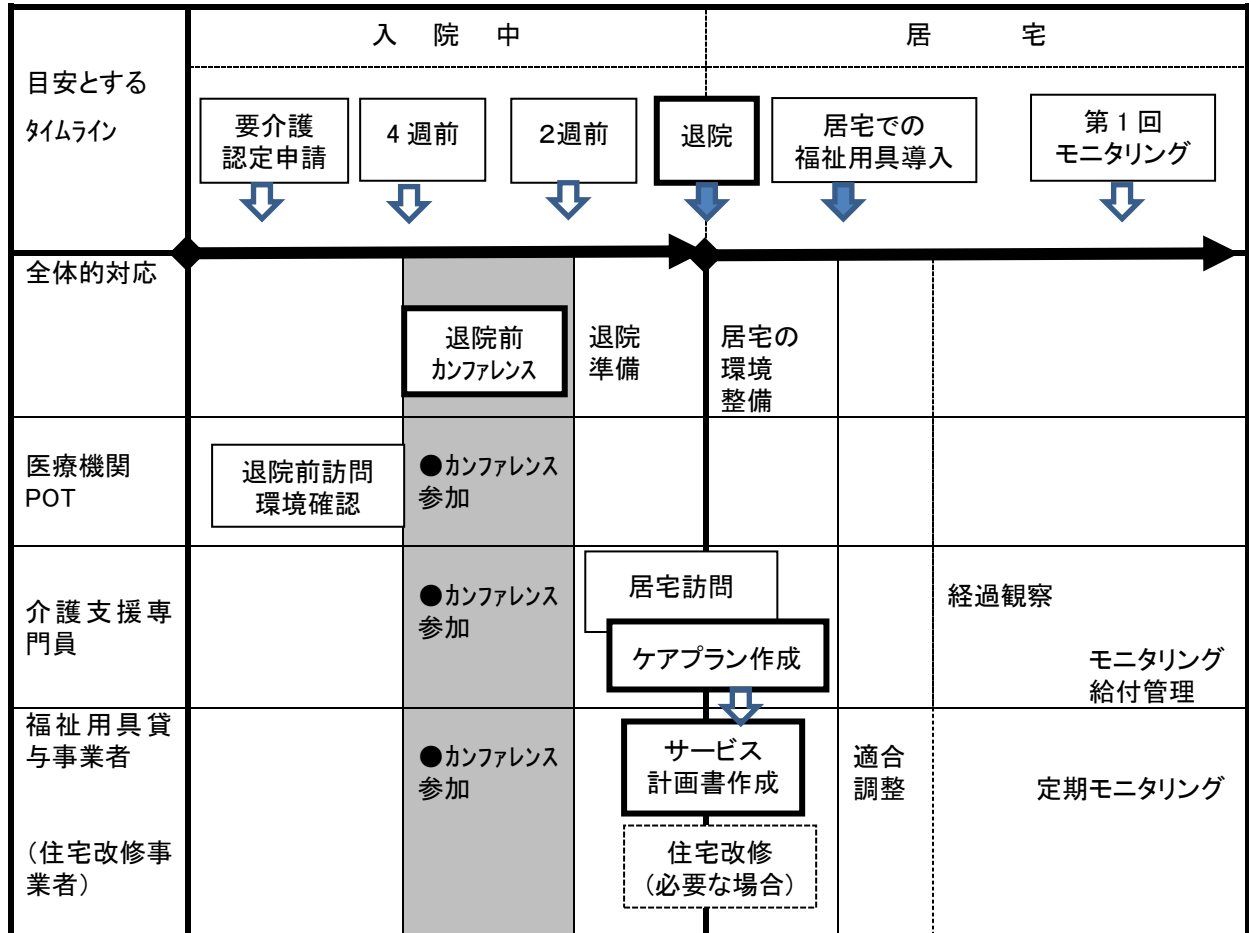 入 院 中
居 宅
目安とする
タイムライン
要介護
認定申請
4 週前
2週前
退院
居宅での
福祉用具導入
第 1 回
モニタリング
全体的対応
退院前
カンファレンス
退院
準備
居宅の
環境
整備
医療機関
POT
退院前訪問
環境確認
●カンファレンス
参加
介護支援専
門員
●カンファレンス
参加
居宅訪問
ケアプラン作成
経過観察
モニタリング
給付管理
福祉用具貸
与事業者
●カンファレンス
参加
サービス
計画書作成
適合
調整
定期モニタリング
(住宅改修事
業者)
住宅改修
(必要な場合)